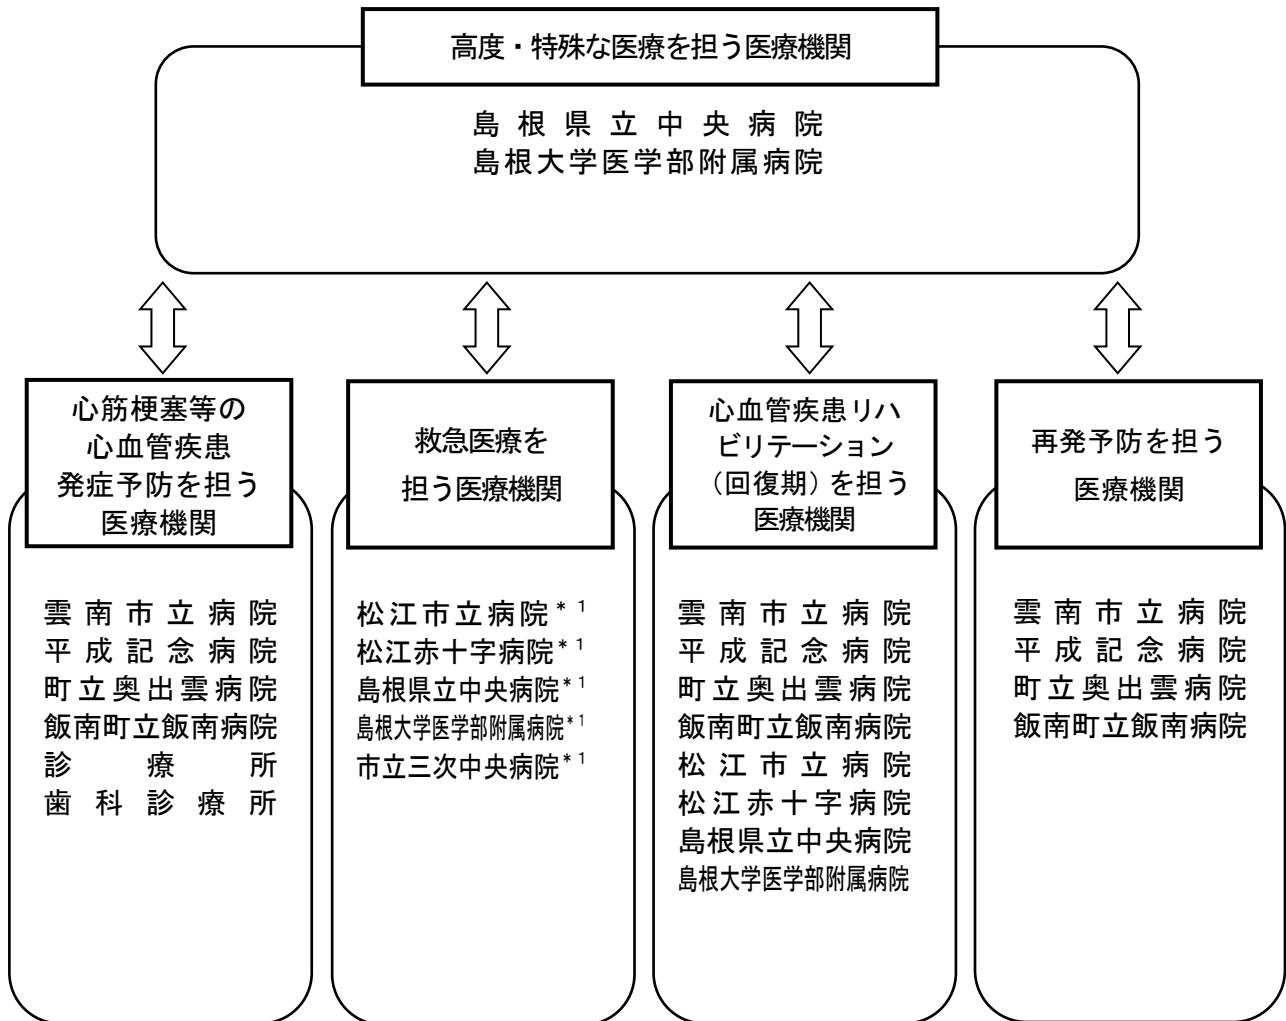 高度・特殊な医療を担う医療機関
島根県立中央病院
島根大学医学部附属病院
心筋梗塞等の
心血管疾患
発症予防を担う
医療機関
雲南市立病院
平成記念病院
町立奥出雲病院
飯南町立飯南病院
診療所
歯科診療所
救急医療を
担う医療機関
松江市立病院*1
松江赤十字病院*1
島根県立中央病院*1
島根大学医学部附属病院*1
市立三次中央病院*1
心血管疾患リハ
ビリテーション
(回復期)を担う
医療機関
雲南市立病院
平成記念病院
町立奥出雲病院
飯南町立飯南病院
松江市立病院
松江赤十字病院
島根県立中央病院
島根大学医学部附属病院
再発予防を担う
医療機関
雲南市立病院
平成記念病院
町立奥出雲病院
飯南町立飯南病院